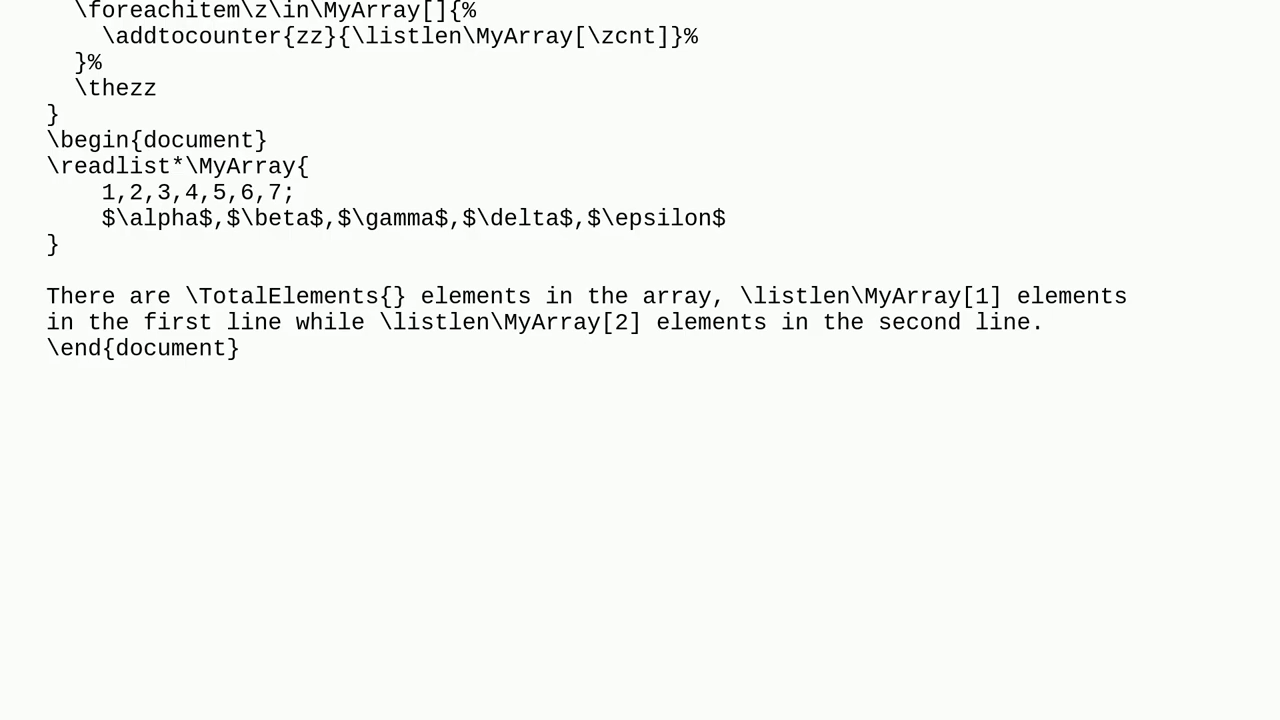 \foreachitem\z\in\MyArray[]{%
\addtocounter{zz}{\listlen\MyArray[\zcnt]}%
}%
\thezz
}
\begin{document}
\readlist*\MyArray{
1,2,3,4,5,6,7;
$\alpha$,$\beta$,$\gamma$,$\delta$,$\epsilon$
}
There are \TotalElements{} elements in the array, \listlen\MyArray[1] elements
in the first line while \listlen\MyArray[2] elements in the second line.
\end{document}